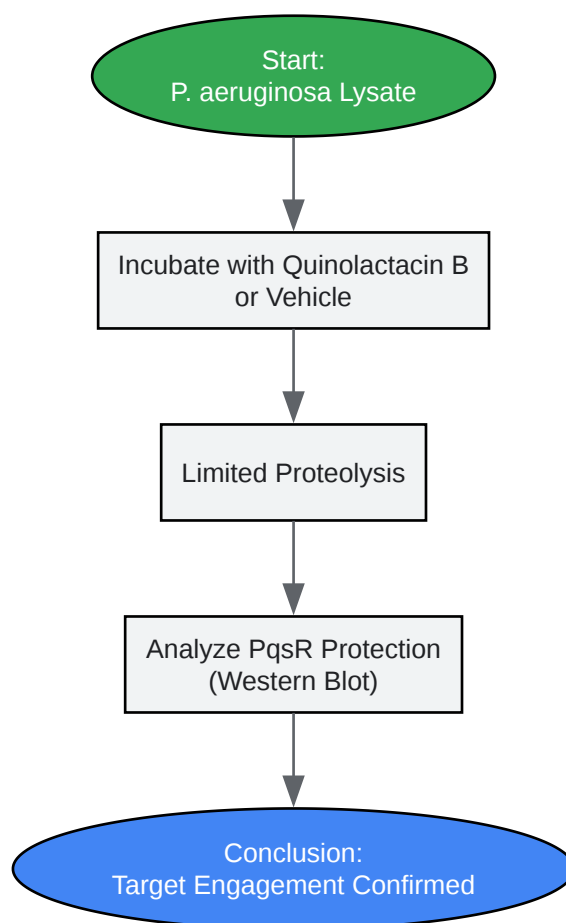 Start:
P. aeruginosa Lysate
Incubate with Quinolactacin B
or Vehicle
Limited Proteolysis
Analyze PqsR Protection
(Western Blot)
Conclusion:
Target Engagement Confirmed